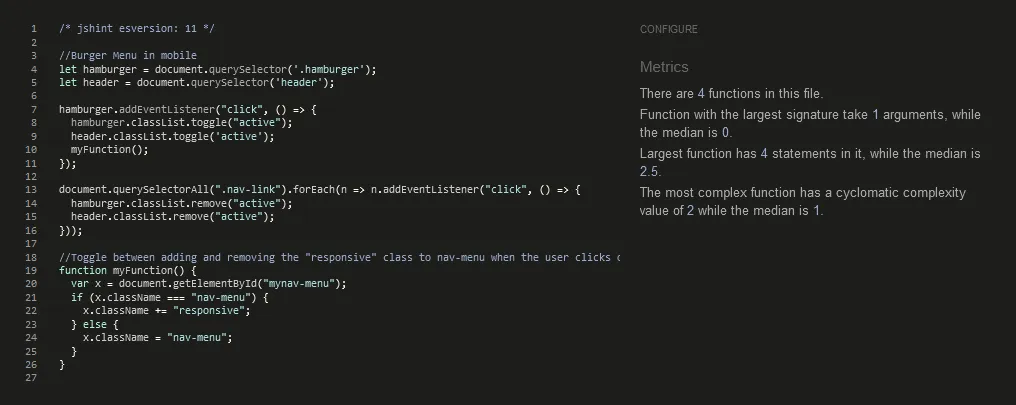 1 /* jshint esversion: 11 */
2
3 //Burger Menu in mobile
4 let hamburger = document.querySelector('.hamburger');
5 let header = document.querySelector('header');
6
7 hamburger.addEventListener("click", () => {
8 hamburger.classList.toggle("active");
9 header.classList.toggle('active');
10 myFunction();
11 });
12
13 document.querySelectorAll(".nav-link").forEach(n => n.addEventListener("click", () => {
14 hamburger.classList.remove("active");
15 header.classList.remove("active");
16 }));
17
18 //Toggle between adding and removing the "responsive" class to nav-menu when the user clicks
19 function myFunction() {
20 var x = document.getElementById("mynav-menu");
21 if (x.className === "nav-menu") {
22 x.className += "responsive";
23 } else {
24 x.className = "nav-menu";
25 }
26 }
27
CONFIGURE
Metrics
There are 4 functions in this file.
Function with the largest signature take 1 arguments, while
the median is 0.
Largest function has 4 statements in it, while the median is
2.5.
The most complex function has a cyclomatic complexity
value of 2 while the median is 1.